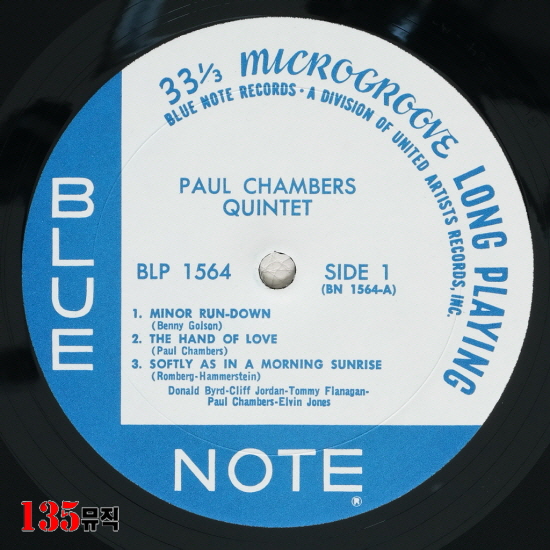 33⅓ MICROGROOVE LONG PLAYING
BLUE NOTE RECORDS • A DIVISION OF UNITED ARTISTS RECORDS, INC.
PAUL CHAMBERS
QUINTET
BLP 1564
SIDE 1
(BN 1564-A)
1. MINOR RUN-DOWN
(Benny Golson)
2. THE HAND OF LOVE
(Paul Chambers)
3. SOFTLY AS IN A MORNING SUNRISE
(Romberg-Hammerstein)
Donald Byrd-Cliff Jordan-Tommy Flanagan-
Paul Chambers-Elvin Jones
BLUE
NOTE®
135뮤직